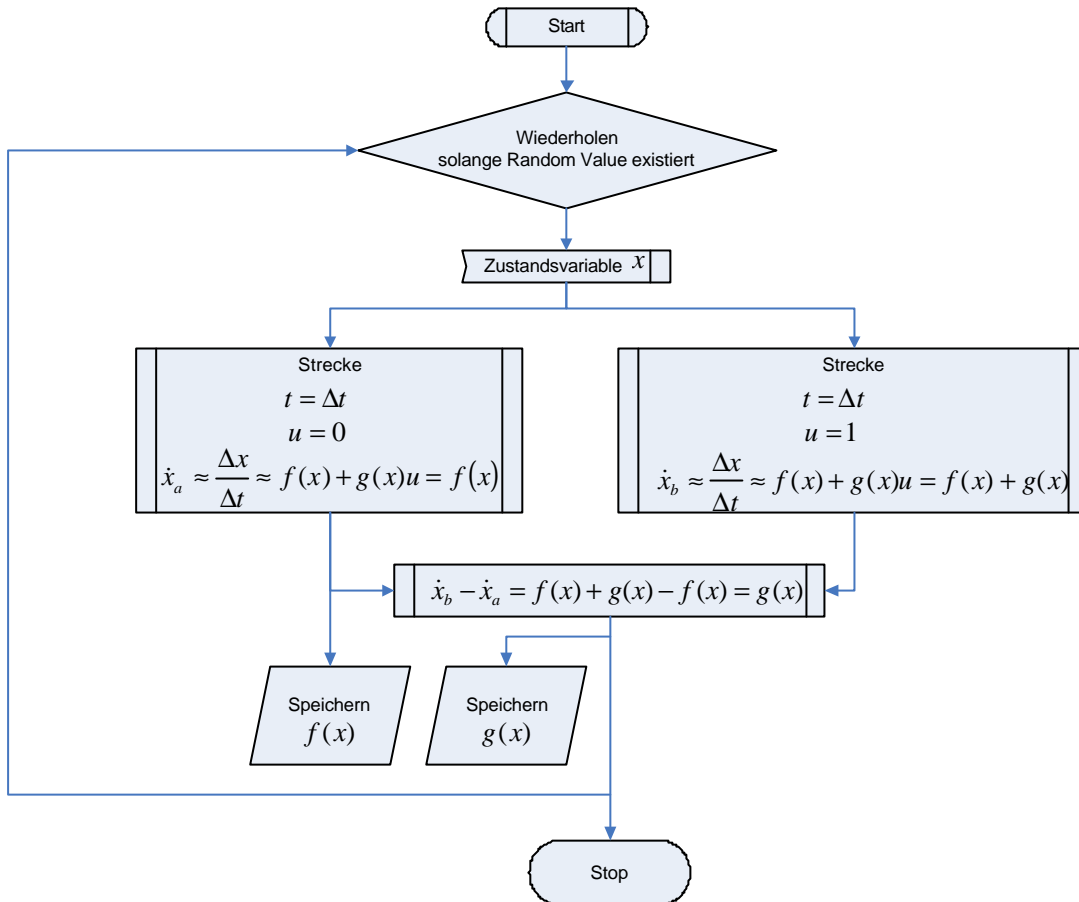 Start
Wiederholen
solange Random Value existiert
Zustandsvariable x
Strecke
t = Δt
u = 0
ẋ_a ≈ Δx/Δt ≈ f(x) + g(x)u = f(x)
Strecke
t = Δt
u = 1
ẋ_b ≈ Δx/Δt ≈ f(x) + g(x)u = f(x) + g(x)
ẋ_b − ẋ_a = f(x) + g(x) − f(x) = g(x)
Speichern
f(x)
Speichern
g(x)
Stop